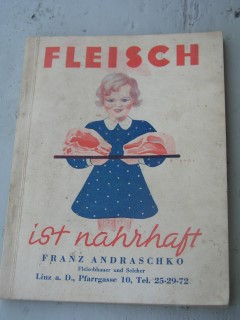 FLEISCH
ist nahrhaft
FRANZ ANDRASCHKO
Fleischhauer und Selcher
Linz a. D., Pfarrgasse 10, Tel. 25-29-72